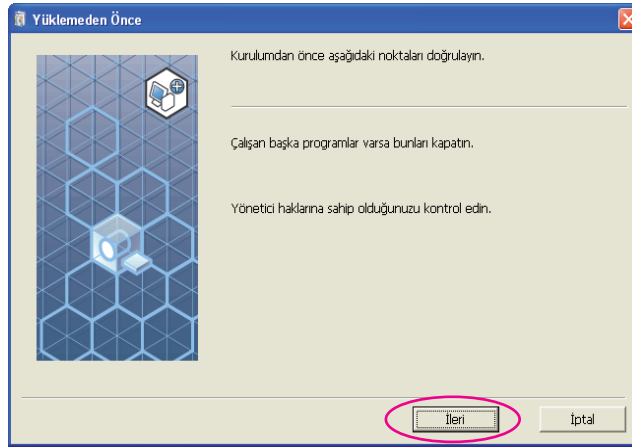 Yüklemeden Önce
Kurulumdan önce aşağıdaki noktaları doğrulayın.
Çalışan başka programlar varsa bunları kapatın.
Yönetici haklarına sahip olduğunuzu kontrol edin.
İleri
İptal